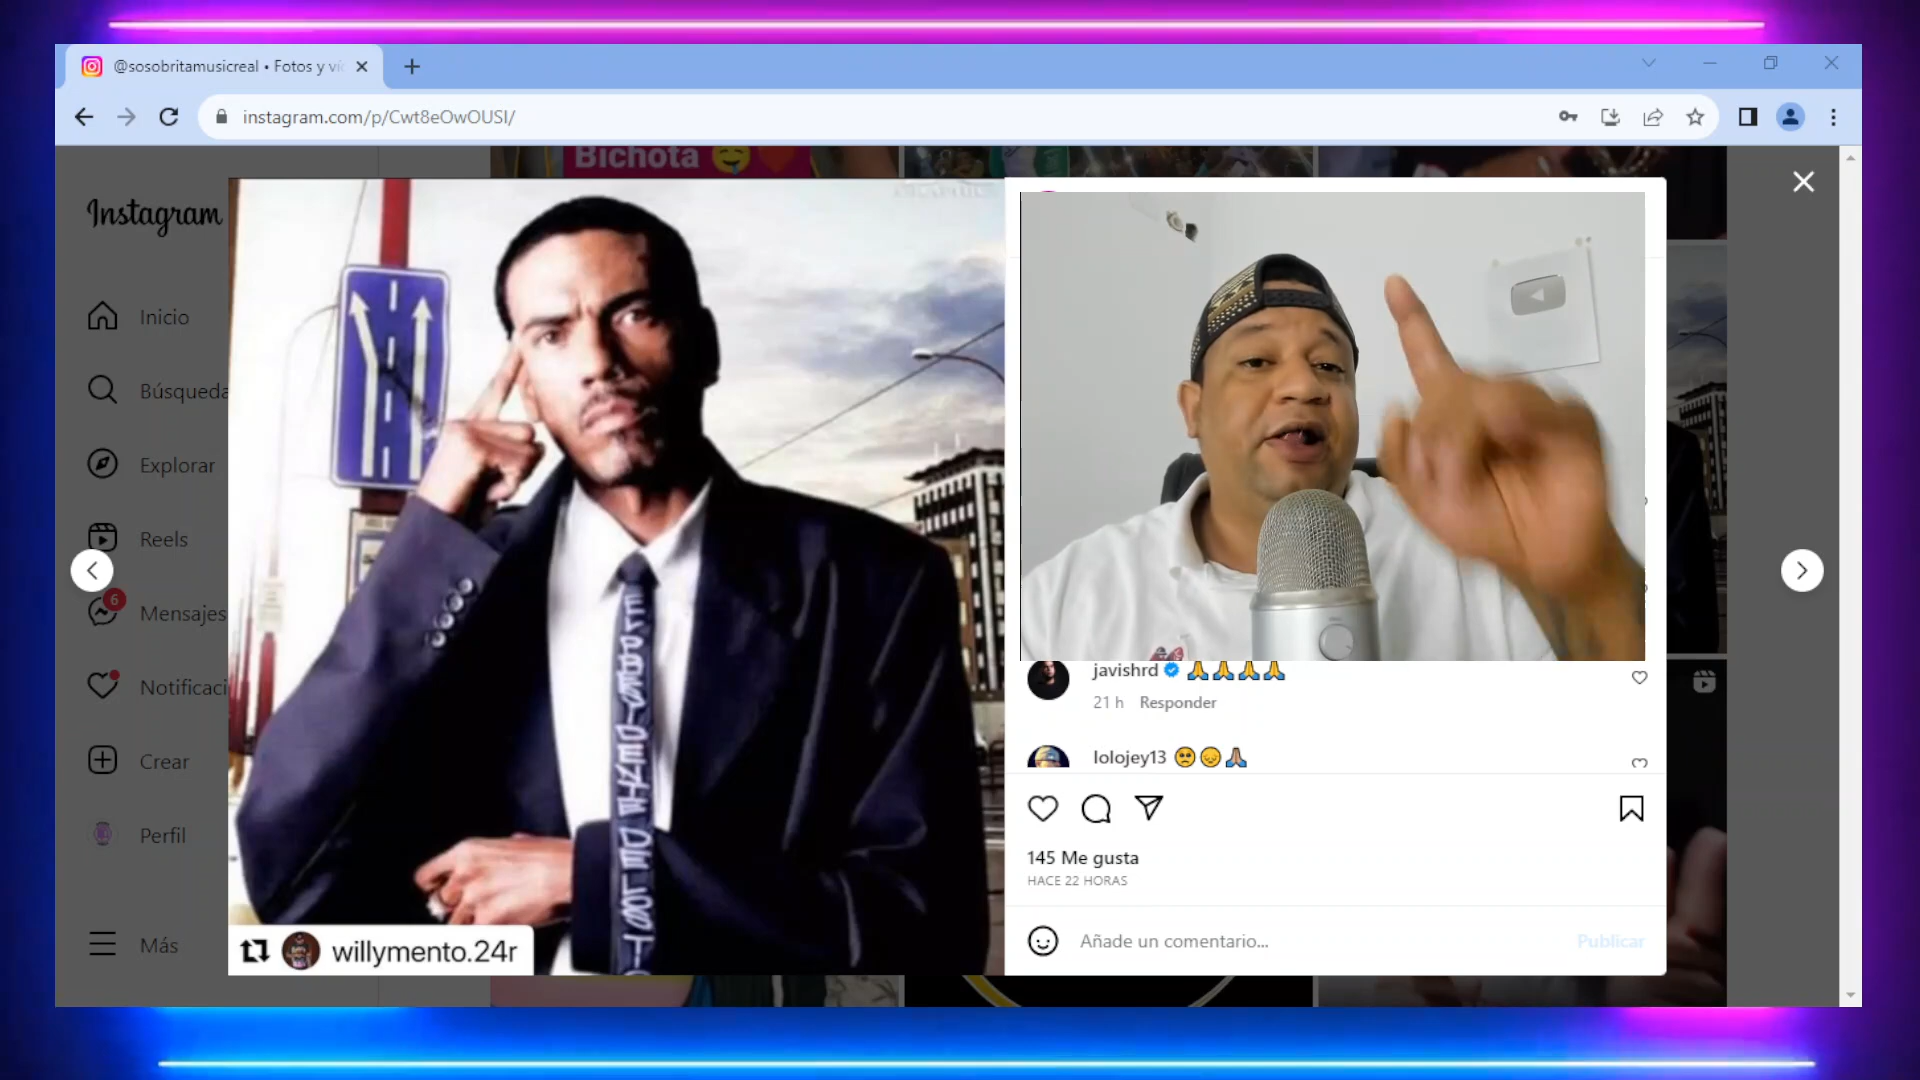 @sosobritamusicreal • Fotos y vi
instagram.com/p/Cwt8eOwOUSI/
Bichota 🤤❤️
Instagram
Inicio
Búsqueda
Explorar
Reels
6
Mensajes
Notificaci
Crear
Perfil
Más
willymento.24r
javishrd 🙏🙏🙏🙏
21 h Responder
lolojey13 🥺😞🙏🏽
145 Me gusta
HACE 22 HORAS
Añade un comentario...
Publicar